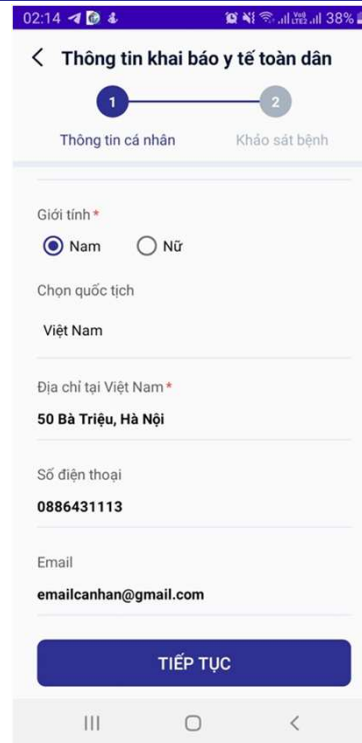 02:14
38%
Thông tin khai báo y tế toàn dân
1
2
Thông tin cá nhân
Khảo sát bệnh
Giới tính *
Nam
Nữ
Chọn quốc tịch
Việt Nam
Địa chỉ tại Việt Nam *
50 Bà Triệu, Hà Nội
Số điện thoại
0886431113
Email
emailcanhan@gmail.com
TIẾP TỤC